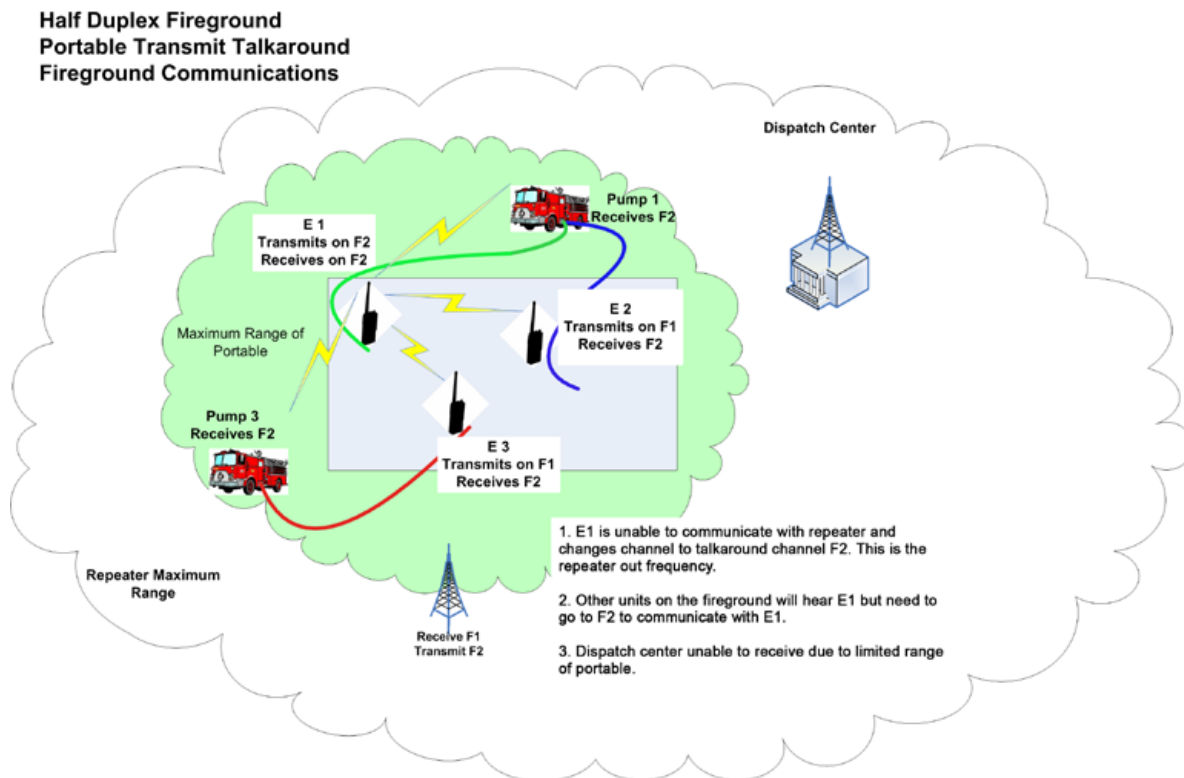 Half Duplex Fireground
Portable Transmit Talkaround
Fireground Communications
Dispatch Center
Pump 1
Receives F2
E 1
Transmits on F2
Receives on F2
E 2
Transmits on F1
Receives F2
Maximum Range of
Portable
Pump 3
Receives F2
E 3
Transmits on F1
Receives F2
1. E1 is unable to communicate with repeater and
changes channel to talkaround channel F2. This is the
repeater out frequency.
2. Other units on the fireground will hear E1 but need to
go to F2 to communicate with E1.
3. Dispatch center unable to receive due to limited range
of portable.
Repeater Maximum
Range
Receive F1
Transmit F2